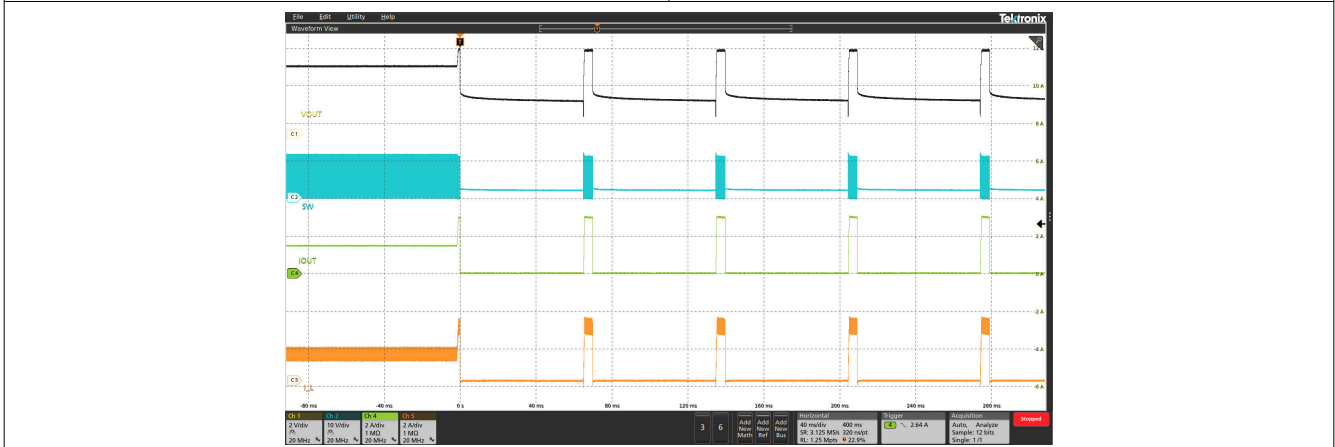 File Edit Utility Help
Tektronix
Waveform View
T
12 A
10 A
VOUT
8 A
C1
6 A
C2
4 A
SW
2 A
IOUT
C4
0 A
-2 A
-4 A
C5
IL
-6 A
-80 ms -40 ms 0 s 40 ms 80 ms 120 ms 160 ms 200 ms 240 ms 280 ms
Ch 1 Ch 2 Ch 4 Ch 5 Horizontal Trigger Acquisition
2 V/div 10 V/div 2 A/div 2 A/div 3 6 Add Add Add 40 ms/div 400 ms 4 2.64 A Auto, Analyze Stopped
1 MΩ 1 MΩ New New New SR: 3.125 MS/s 320 ns/pt Sample: 12 bits
20 MHz 20 MHz 20 MHz 20 MHz Math Ref Bus RL: 1.25 Mpts 22.9% Single: 1 /1